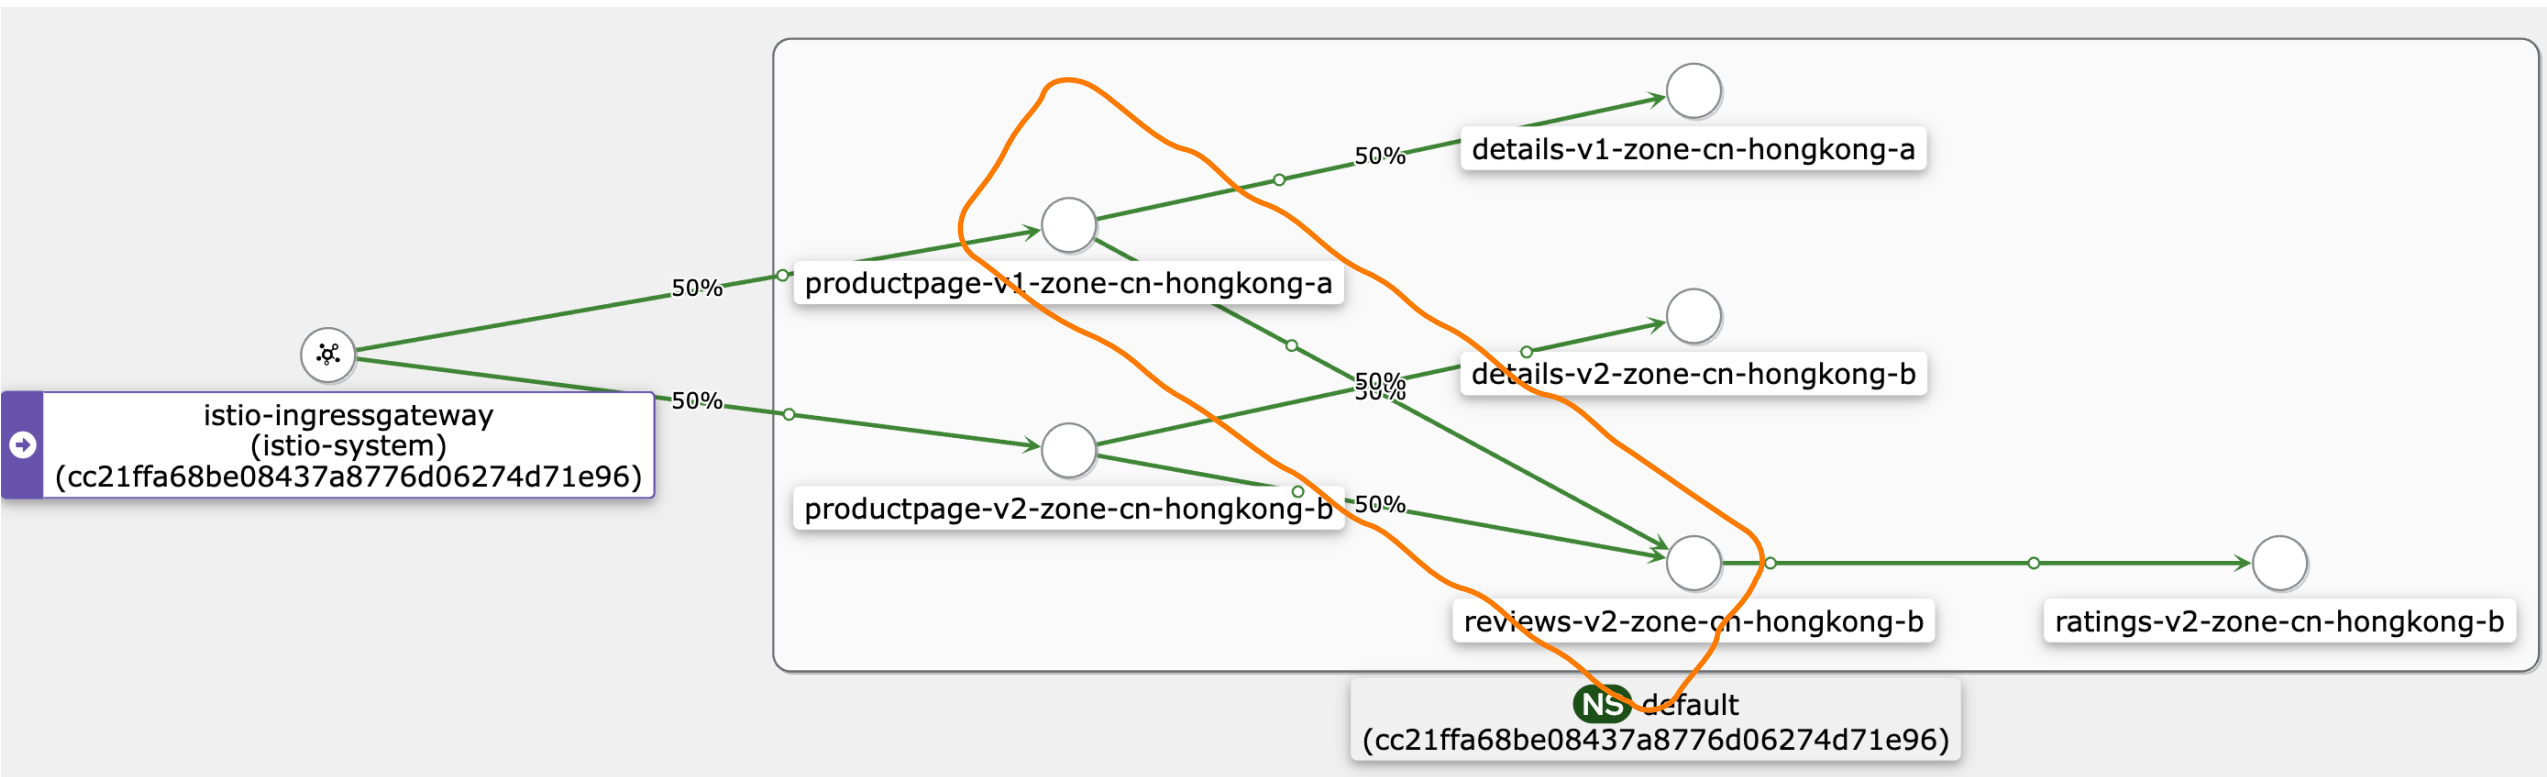 50%
details-v1-zone-cn-hongkong-a
50%
productpage-v1-zone-cn-hongkong-a
50%
50%
details-v2-zone-cn-hongkong-b
50%
istio-ingressgateway
(istio-system)
(cc21ffa68be08437a8776d06274d71e96)
productpage-v2-zone-cn-hongkong-b
50%
reviews-v2-zone-cn-hongkong-b
ratings-v2-zone-cn-hongkong-b
NS default
(cc21ffa68be08437a8776d06274d71e96)